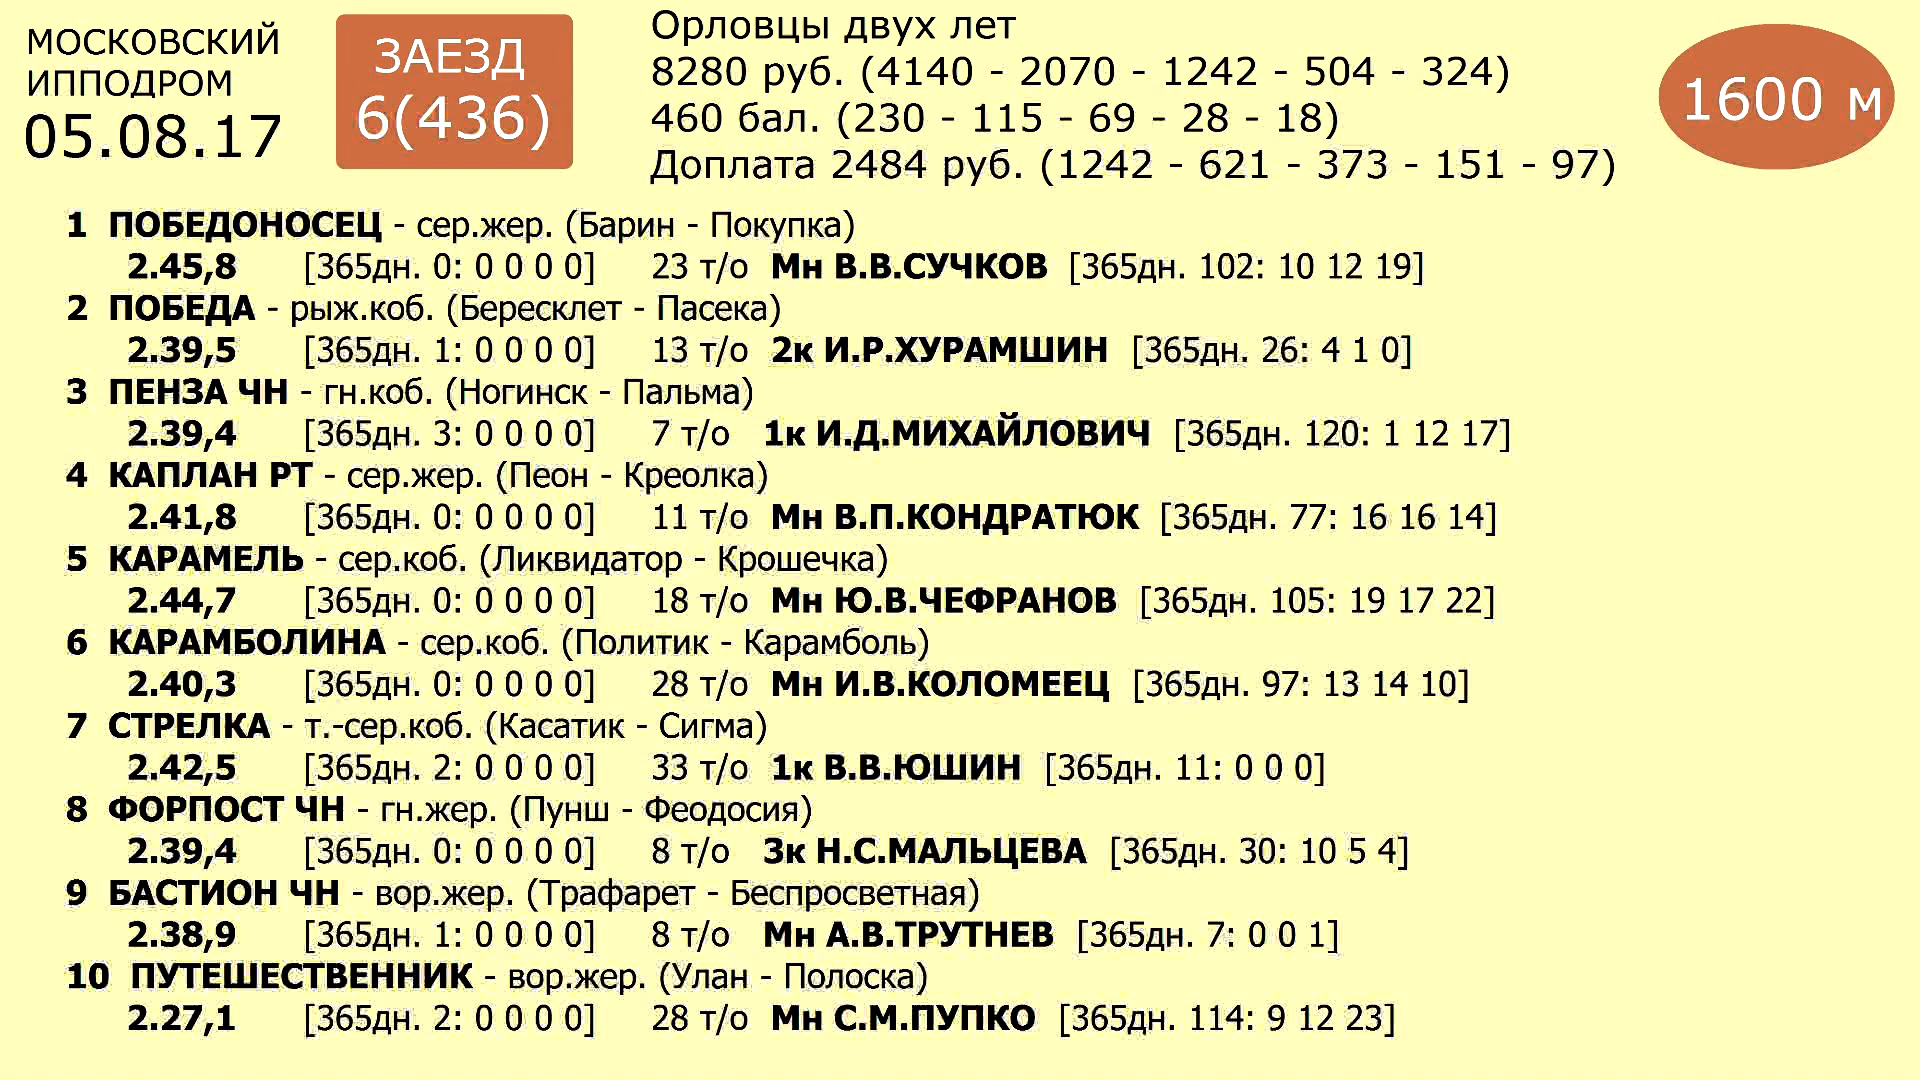 МОСКОВСКИЙ
ИППОДРОМ
05.08.17
ЗАЕЗД
6(436)
Орловцы двух лет
8280 руб. (4140 - 2070 - 1242 - 504 - 324)
460 бал. (230 - 115 - 69 - 28 - 18)
Доплата 2484 руб. (1242 - 621 - 373 - 151 - 97)
1600 м
1 ПОБЕДОНОСЕЦ - сер.жер. (Барин - Покупка)
2.45,8 [365дн. 0: 0 0 0 0] 23 т/о Мн В.В.СУЧКОВ [365дн. 102: 10 12 19]
2 ПОБЕДА - рыж.коб. (Бересклет - Пасека)
2.39,5 [365дн. 1: 0 0 0 0] 13 т/о 2к И.Р.ХУРАМШИН [365дн. 26: 4 1 0]
3 ПЕНЗА ЧН - гн.коб. (Ногинск - Пальма)
2.39,4 [365дн. 3: 0 0 0 0] 7 т/о 1к И.Д.МИХАЙЛОВИЧ [365дн. 120: 1 12 17]
4 КАПЛАН РТ - сер.жер. (Пеон - Креолка)
2.41,8 [365дн. 0: 0 0 0 0] 11 т/о Мн В.П.КОНДРАТЮК [365дн. 77: 16 16 14]
5 КАРАМЕЛЬ - сер.коб. (Ликвидатор - Крошечка)
2.44,7 [365дн. 0: 0 0 0 0] 18 т/о Мн Ю.В.ЧЕФРАНОВ [365дн. 105: 19 17 22]
6 КАРАМБОЛИНА - сер.коб. (Политик - Карамболь)
2.40,3 [365дн. 0: 0 0 0 0] 28 т/о Мн И.В.КОЛОМЕЕЦ [365дн. 97: 13 14 10]
7 СТРЕЛКА - т.-сер.коб. (Касатик - Сигма)
2.42,5 [365дн. 2: 0 0 0 0] 33 т/о 1к В.В.ЮШИН [365дн. 11: 0 0 0]
8 ФОРПОСТ ЧН - гн.жер. (Пунш - Феодосия)
2.39,4 [365дн. 0: 0 0 0 0] 8 т/о 3к Н.С.МАЛЬЦЕВА [365дн. 30: 10 5 4]
9 БАСТИОН ЧН - вор.жер. (Трафарет - Беспросветная)
2.38,9 [365дн. 1: 0 0 0 0] 8 т/о Мн А.В.ТРУТНЕВ [365дн. 7: 0 0 1]
10 ПУТЕШЕСТВЕННИК - вор.жер. (Улан - Полоска)
2.27,1 [365дн. 2: 0 0 0 0] 28 т/о Мн С.М.ПУПКО [365дн. 114: 9 12 23]